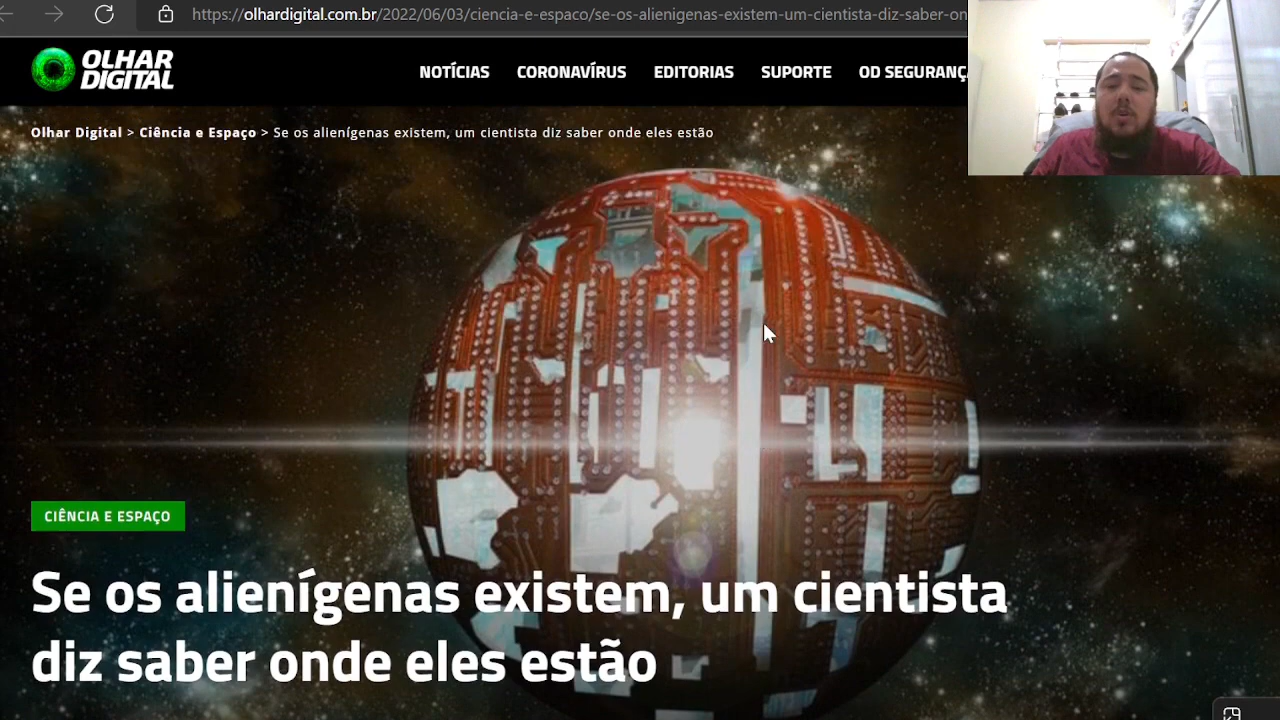 https://olhardigital.com.br/2022/06/03/ciencia-e-espaco/se-os-alienigenas-existem-um-cientista-diz-saber-on
OLHAR
DIGITAL
NOTÍCIAS CORONAVÍRUS EDITORIAS SUPORTE OD SEGURANÇA
Olhar Digital > Ciência e Espaço > Se os alienígenas existem, um cientista diz saber onde eles estão
CIÊNCIA E ESPAÇO
Se os alienígenas existem, um cientista
diz saber onde eles estão